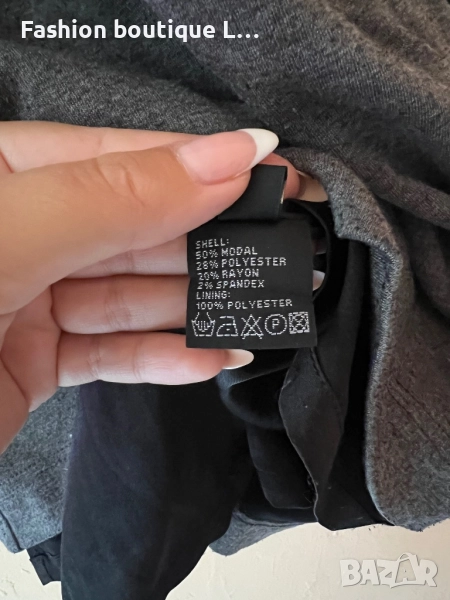 Fashion boutique L...
SHELL:
50% MODAL
28% POLYESTER
20% RAYON
2% SPANDEX
LINING:
100% POLYESTER
P
BAZAR